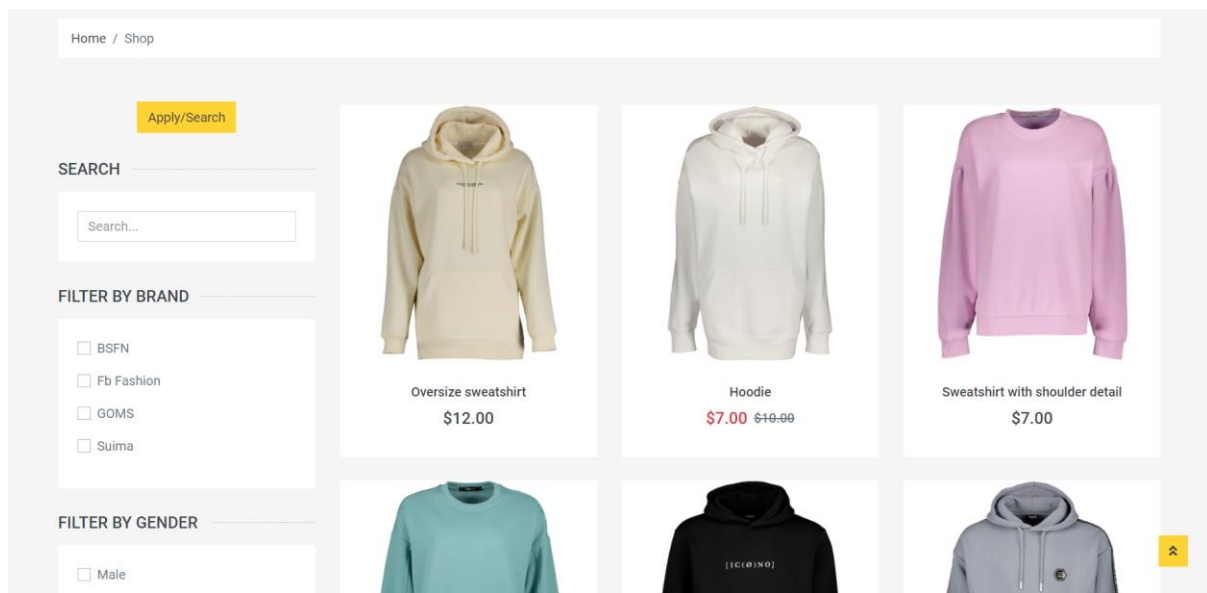 Home / Shop
Apply/Search
SEARCH
Search...
FILTER BY BRAND
BSFN
Fb Fashion
GOMS
Suima
FILTER BY GENDER
Male
Oversize sweatshirt
$12.00
Hoodie
$7.00 $10.00
Sweatshirt with shoulder detail
$7.00
[IC(Ø)NO]